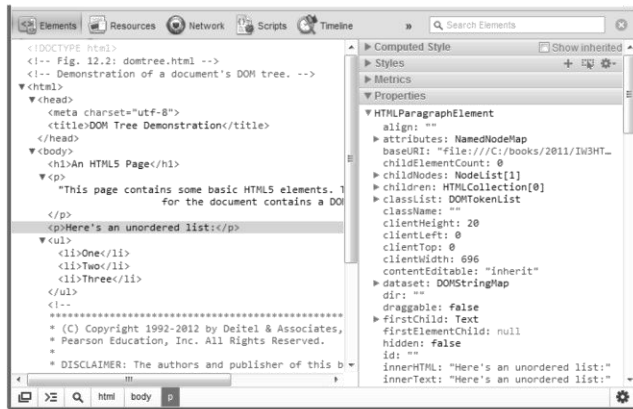 Elements Resources Network Scripts Timeline » Search Elements
<!DOCTYPE html>
<!-- Fig. 12.2: domtree.html -->
<!-- Demonstration of a document's DOM tree. -->
▼<html>
▼<head>
<meta charset="utf-8">
<title>DOM Tree Demonstration</title>
</head>
▼<body>
<h1>An HTML5 Page</h1>
▼<p>
"This page contains some basic HTML5 elements. T
for the document contains a DOM
</p>
<p>Here's an unordered list:</p>
▼<ul>
<li>One</li>
<li>Two</li>
<li>Three</li>
</ul>
<!--
****************************************************
* (C) Copyright 1992-2012 by Deitel & Associates,
* Pearson Education, Inc. All Rights Reserved.
*
* DISCLAIMER: The authors and publisher of this b
html body p
▶ Computed Style Show inherited
▶ Styles
▶ Metrics
▼ Properties
▼ HTMLParagraphElement
align: ""
▶ attributes: NamedNodeMap
baseURI: "file:///C:/books/2011/IW3HT…
childElementCount: 0
▶ childNodes: NodeList[1]
▶ children: HTMLCollection[0]
▶ classList: DOMTokenList
className: ""
clientHeight: 20
clientLeft: 0
clientTop: 0
clientWidth: 696
contentEditable: "inherit"
▶ dataset: DOMStringMap
dir: ""
draggable: false
▶ firstChild: Text
firstElementChild: null
hidden: false
id: ""
innerHTML: "Here's an unordered list:"
innerText: "Here's an unordered list:"